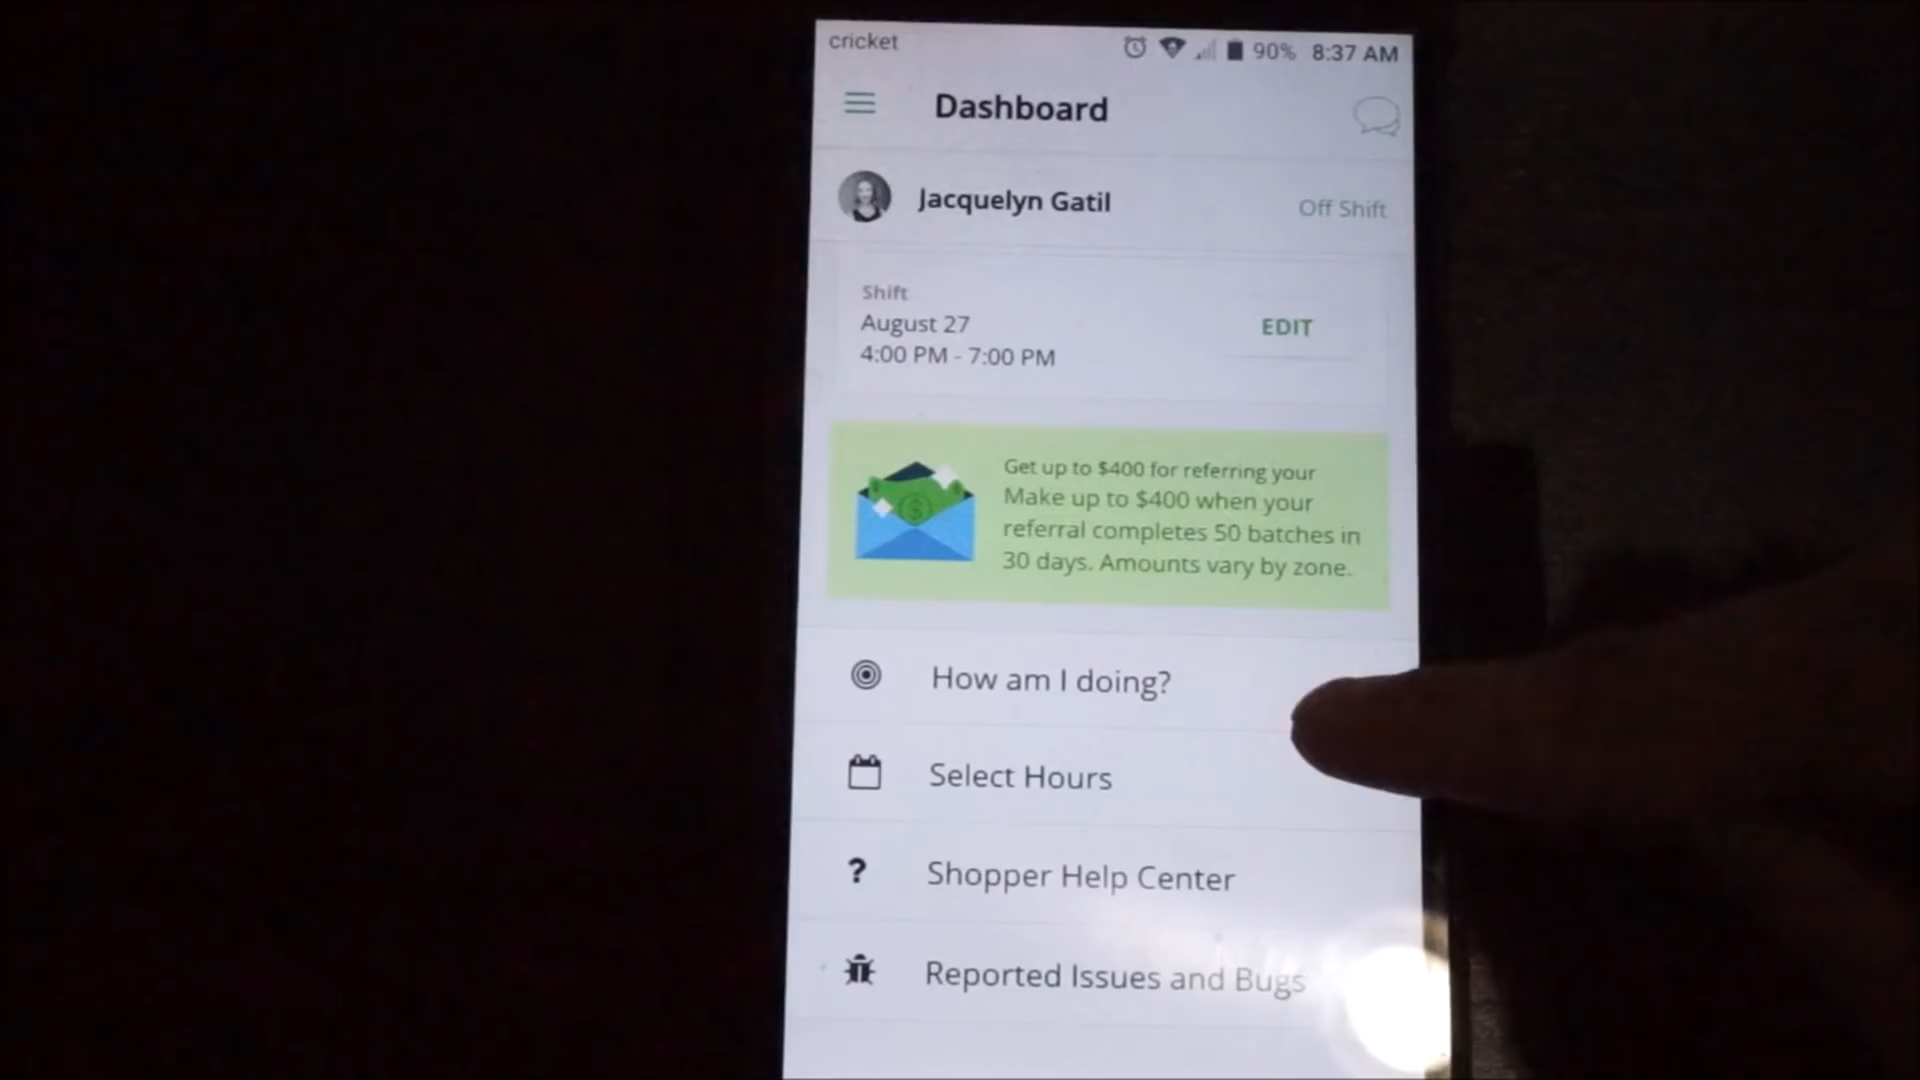 cricket 90% 8:37 AM
Dashboard
Jacquelyn Gatil Off Shift
Shift
August 27
4:00 PM - 7:00 PM
EDIT
Get up to $400 for referring your
Make up to $400 when your
referral completes 50 batches in
30 days. Amounts vary by zone.
How am I doing?
Select Hours
? Shopper Help Center
Reported Issues and Bugs